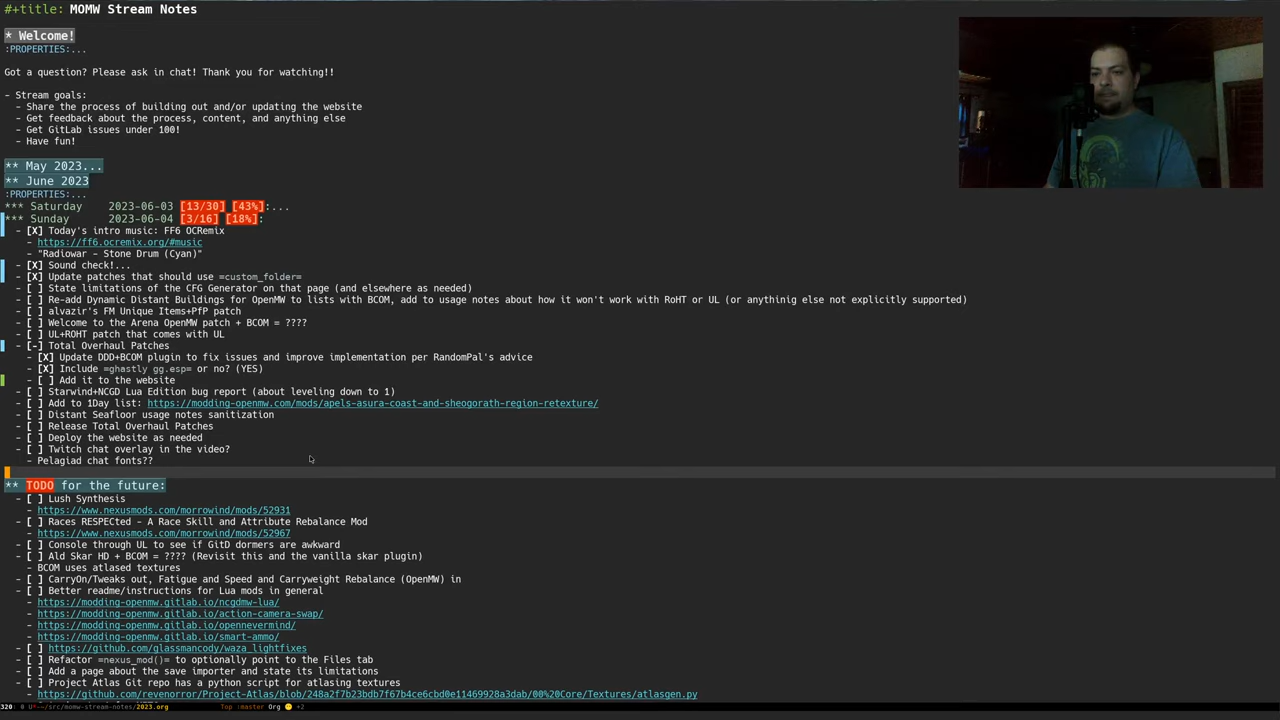 #+title: MOMW Stream Notes
* Welcome!
:PROPERTIES:...
Got a question? Please ask in chat! Thank you for watching!!
- Stream goals:
- Share the process of building out and/or updating the website
- Get feedback about the process, content, and anything else
- Get GitLab issues under 100!
- Have fun!
** May 2023...
** June 2023
:PROPERTIES:...
*** Saturday 2023-06-03 [13/30] [43%]:...
*** Sunday 2023-06-04 [3/16] [18%]:
- [X] Today's intro music: FF6 OCRemix
- https://ff6.ocremix.org/#music
- "Radiowar - Stone Drum (Cyan)"
- [X] Sound check!...
- [X] Update patches that should use =custom_folder=
- [ ] State limitations of the CFG Generator on that page (and elsewhere as needed)
- [ ] Re-add Dynamic Distant Buildings for OpenMW to lists with BCOM, add to usage notes about how it won't work with RoHT or UL (or anythinig else not explicitly supported)
- [ ] alvazir's FM Unique Items+PfP patch
- [ ] Welcome to the Arena OpenMW patch + BCOM = ????
- [ ] UL+ROHT patch that comes with UL
- [-] Total Overhaul Patches
- [X] Update DDD+BCOM plugin to fix issues and improve implementation per RandomPal's advice
- [X] Include =ghastly gg.esp= or no? (YES)
- [ ] Add it to the website
- [ ] Starwind+NCGD Lua Edition bug report (about leveling down to 1)
- [ ] Add to 1Day list: https://modding-openmw.com/mods/apels-asura-coast-and-sheogorath-region-retexture/
- [ ] Distant Seafloor usage notes sanitization
- [ ] Release Total Overhaul Patches
- [ ] Deploy the website as needed
- [ ] Twitch chat overlay in the video?
- Pelagiad chat fonts??
** TODO for the future:
- [ ] Lush Synthesis
- https://www.nexusmods.com/morrowind/mods/52931
- [ ] Races RESPECted - A Race Skill and Attribute Rebalance Mod
- https://www.nexusmods.com/morrowind/mods/52967
- [ ] Console through UL to see if GitD dormers are awkward
- [ ] Ald Skar HD + BCOM = ???? (Revisit this and the vanilla skar plugin)
- BCOM uses atlased textures
- [ ] CarryOn/Tweaks out, Fatigue and Speed and Carryweight Rebalance (OpenMW) in
- [ ] Better readme/instructions for Lua mods in general
- https://modding-openmw.gitlab.io/ncgdmw-lua/
- https://modding-openmw.gitlab.io/action-camera-swap/
- https://modding-openmw.gitlab.io/opennevermind/
- https://modding-openmw.gitlab.io/smart-ammo/
- [ ] https://github.com/glassmancody/waza_lightfixes
- [ ] Refactor =nexus_mod()= to optionally point to the Files tab
- [ ] Add a page about the save importer and state its limitations
- [ ] Project Atlas Git repo has a python script for atlasing textures
- https://github.com/revenorror/Project-Atlas/blob/248a2f7b23bdb7f67b4ce6cbd0e11469928a3dab/00%20Core/Textures/atlasgen.py
320: 0 U*-~/src/momw-stream-notes/2023.org Top :master Org +2